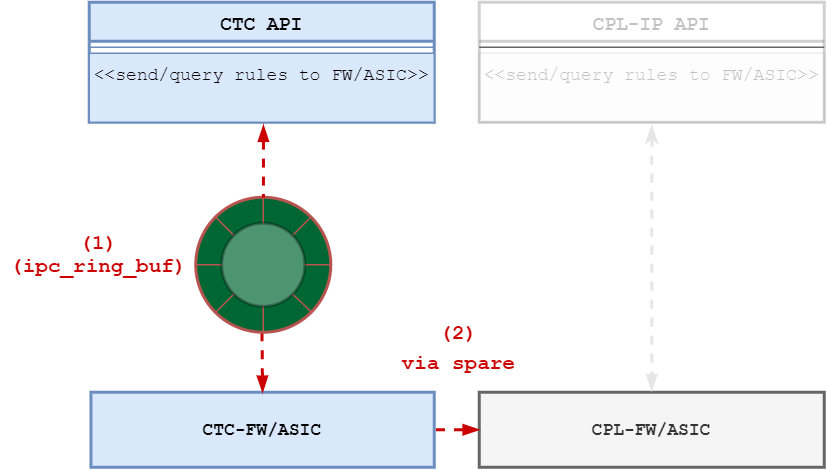 CTC API
<<send/query rules to FW/ASIC>>
CPL-IP API
<<send/query rules to FW/ASIC>>
(1)
(ipc_ring_buf)
(2)
via spare
CTC-FW/ASIC
CPL-FW/ASIC